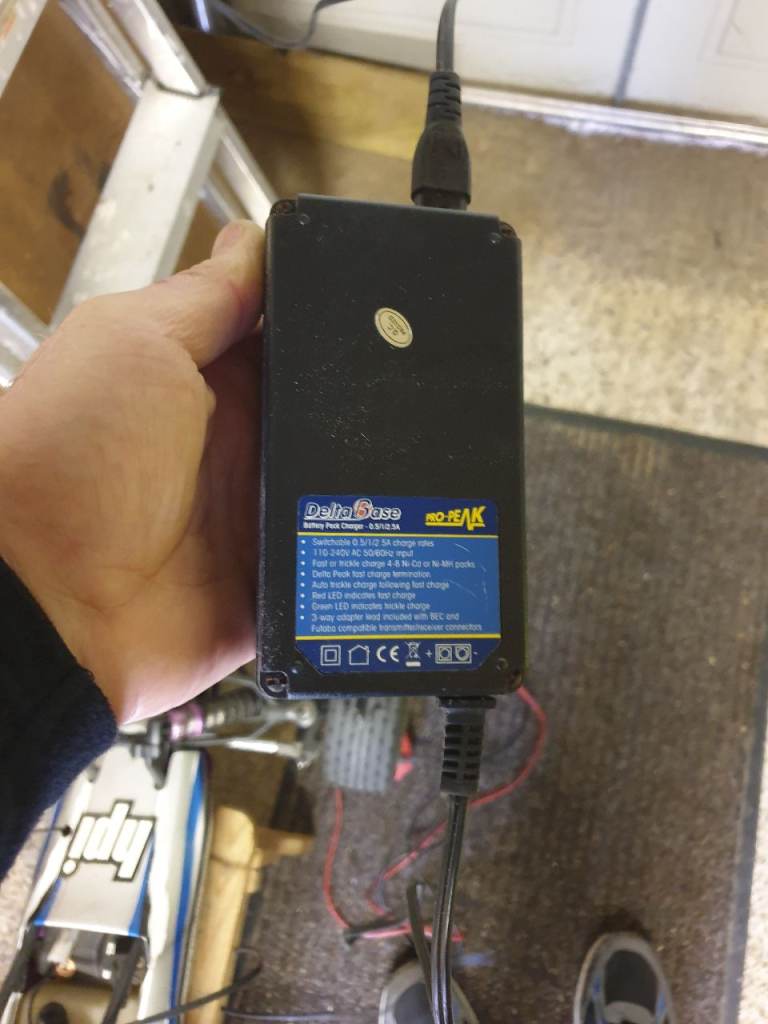 DeltaBase
PRO-PEAK
Battery Peak Charger - 0.5/1/2.5A
• Switchable 0.5/1/2.5A charge rates
• 110-240V AC 50/60Hz input
• Fast or trickle charge 4-8 Ni-Cd or Ni-MH packs
• Delta Peak fast charge termination
• Auto trickle charge following fast charge
• Red LED indicates fast charge
• Green LED indicates trickle charge
• 3-way adapter lead included with BEC and
Futaba compatible transmitter/receiver connectors
CE
+ -
hpi